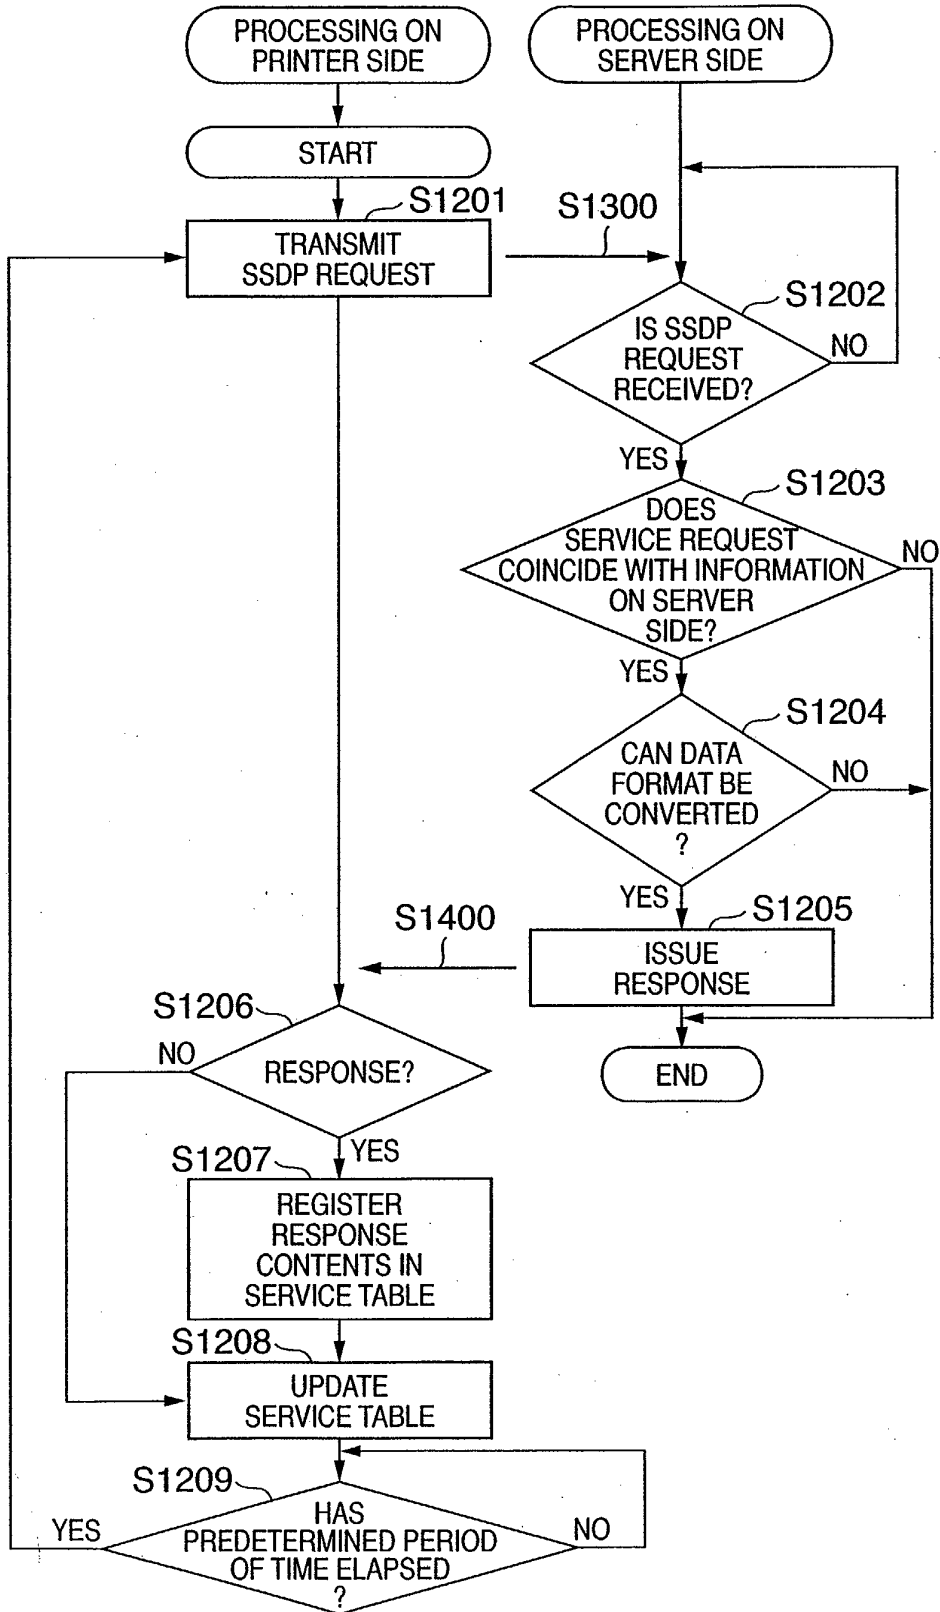 PROCESSING ON
PRINTER SIDE
PROCESSING ON
SERVER SIDE
START
S1201
TRANSMIT
SSDP REQUEST
S1300
S1202
IS SSDP
REQUEST
RECEIVED?
NO
YES
S1203
DOES
SERVICE REQUEST
COINCIDE WITH INFORMATION
ON SERVER
SIDE?
NO
YES
S1204
CAN DATA
FORMAT BE
CONVERTED
?
NO
YES
S1205
ISSUE
RESPONSE
S1400
END
S1206
RESPONSE?
NO
YES
S1207
REGISTER
RESPONSE
CONTENTS IN
SERVICE TABLE
S1208
UPDATE
SERVICE TABLE
S1209
HAS
PREDETERMINED PERIOD
OF TIME ELAPSED
?
YES
NO